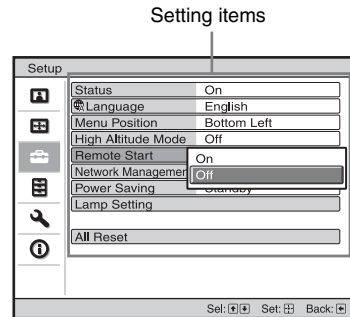 Setting items
Setup
Status On
Language English
Menu Position Bottom Left
High Altitude Mode Off
Remote Start On
Network Managemen Off
Power Saving Standby
Lamp Setting
All Reset
Sel: Set: Back: